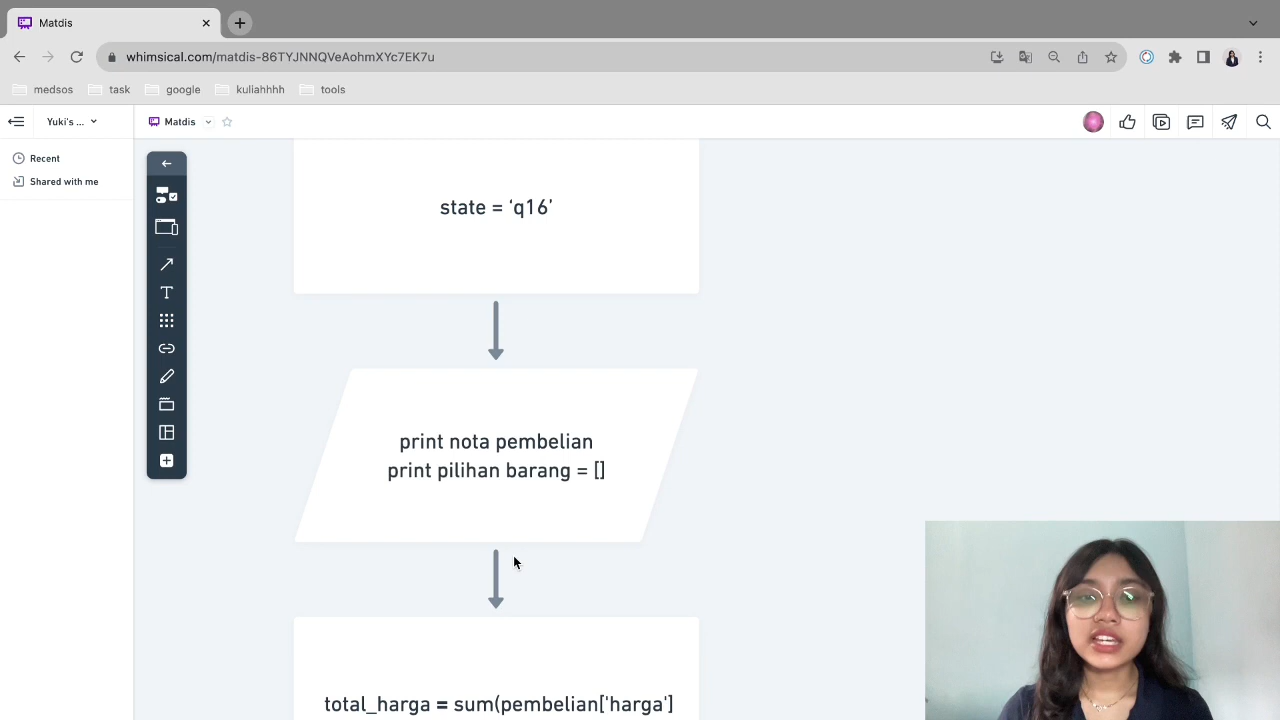 Matdis
whimsical.com/matdis-86TYJNNQVeAohmXYc7EK7u
medsos
task
google
kuliahhhh
tools
Yuki's ...
Matdis
Recent
Shared with me
state = ‘q16’
print nota pembelian
print pilihan barang = []
total_harga = sum(pembelian['harga']